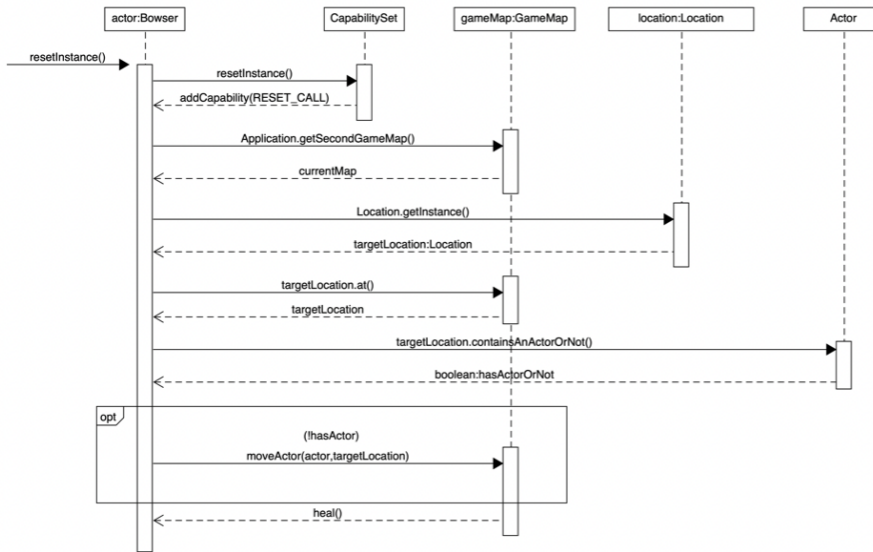 actor:Bowser
CapabilitySet
gameMap:GameMap
location:Location
Actor
resetInstance()
resetInstance()
addCapability(RESET_CALL)
Application.getSecondGameMap()
currentMap
Location.getInstance()
targetLocation:Location
targetLocation.at()
targetLocation
targetLocation.containsAnActorOrNot()
boolean:hasActorOrNot
opt
(!hasActor)
moveActor(actor,targetLocation)
heal()